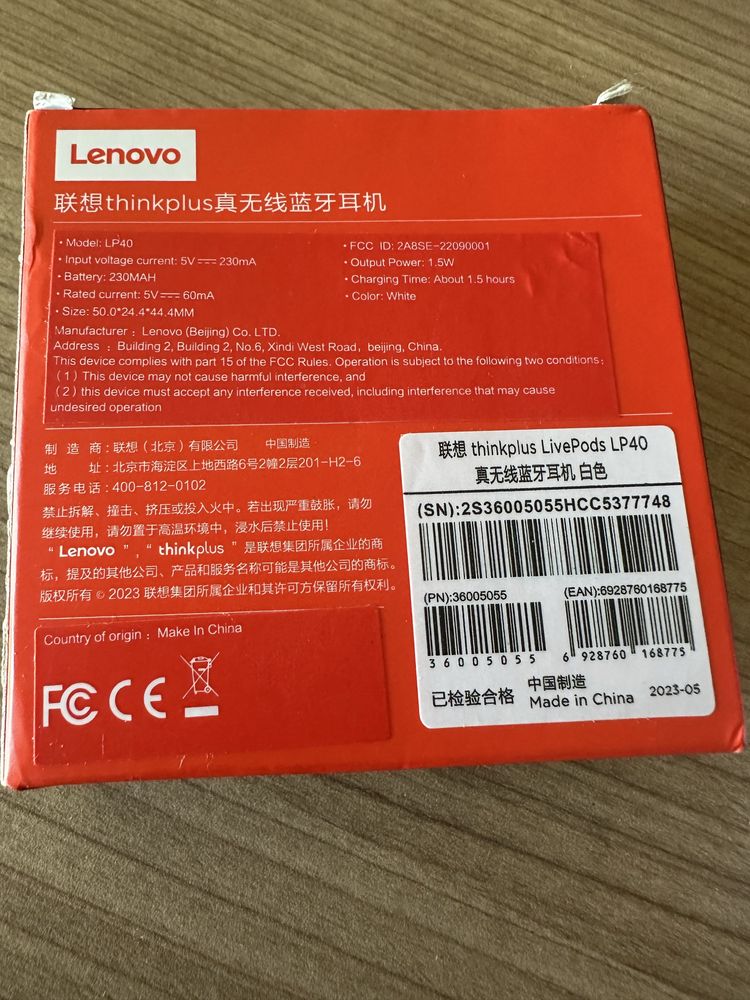 Lenovo
联想thinkplus真无线蓝牙耳机
· Model: LP40
· Input voltage current: 5V⎓230mA
· Battery: 230MAH
· Rated current: 5V⎓60mA
· Size: 50.0*24.4*44.4MM
· FCC ID: 2A8SE-22090001
· Output Power: 1.5W
· Charging Time: About 1.5 hours
· Color: White
Manufacturer：Lenovo (Beijing) Co. LTD.
Address ：Building 2, Building 2, No.6, Xindi West Road，beijing, China.
This device complies with part 15 of the FCC Rules. Operation is subject to the following two conditions:
（1）This device may not cause harmful interference, and
（2）this device must accept any interference received, including interference that may cause
undesired operation
制 造 商：联想（北京）有限公司 中国制造
地 址：北京市海淀区上地西路6号2幢2层201-H2-6
服务电话：400-812-0102
禁止拆解、撞击、挤压或投入火中。若出现严重鼓胀，请勿
继续使用，请勿置于高温环境中，浸水后禁止使用！
“ Lenovo ”，“ thinkplus ” 是联想集团所属企业的商
标，提及的其他公司、产品和服务名称可能是其他公司的商标。
版权所有 © 2023 联想集团所属企业和其许可方保留所有权利。
Country of origin：Make In China
FC CE
联想 thinkplus LivePods LP40
真无线蓝牙耳机 白色
(SN):2S36005055HCC5377748
(PN):36005055
36005055
(EAN):6928760168775
6 928760 168775
已检验合格
中国制造
Made in China
2023-05